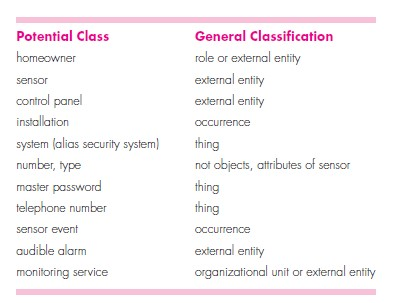 Potential Class General Classification
homeowner role or external entity
sensor external entity
control panel external entity
installation occurrence
system (alias security system) thing
number, type not objects, attributes of sensor
master password thing
telephone number thing
sensor event occurrence
audible alarm external entity
monitoring service organizational unit or external entity